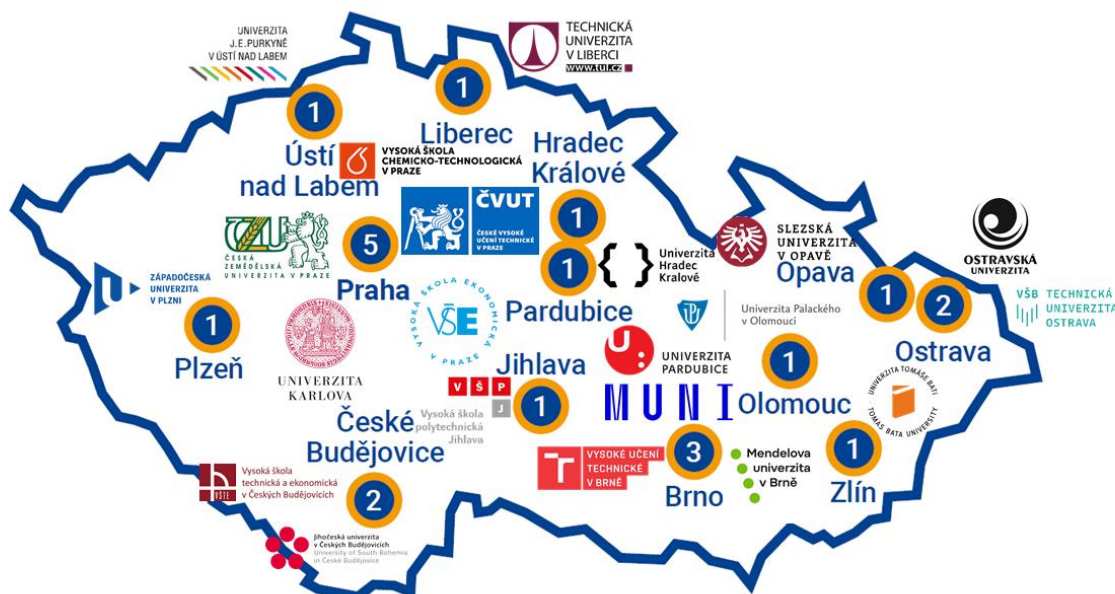 UNIVERZITA
J. E. PURKYNĚ
V ÚSTÍ NAD LABEM
TECHNICKÁ
UNIVERZITA
V LIBERCI
www.tul.cz
1
Ústí
nad Labem
1
Liberec
VYSOKÁ ŠKOLA
CHEMICKO-TECHNOLOGICKÁ
V PRAZE
Hradec
Králové
1
ČZU
ČESKÁ
ZEMĚDĚLSKÁ
UNIVERZITA V PRAZE
5
Praha
ČVUT
ČESKÉ VYSOKÉ
UČENÍ TECHNICKÉ
V PRAZE
1
Pardubice
Univerzita
Hradec
Králové
SLEZSKÁ
UNIVERZITA
V OPAVĚ
Opava
1
OSTRAVSKÁ
UNIVERZITA
VŠB TECHNICKÁ
UNIVERZITA
OSTRAVA
2
Ostrava
ZÁPADOČESKÁ
UNIVERZITA
V PLZNI
1
Plzeň
UNIVERZITA
KARLOVA
VYSOKÁ ŠKOLA EKONOMICKÁ
VŠE
V PRAZE
UP
Univerzita Palackého
v Olomouci
1
Olomouc
U:
UNIVERZITA
PARDUBICE
Jihlava
1
VŠP
J
Vysoká škola
polytechnická
Jihlava
MUNI
UNIVERZITA TOMÁŠE BATI
TOMAS BATA UNIVERSITY
1
Zlín
České
Budějovice
2
všte
Vysoká škola
technická a ekonomická
v Českých Budějovicích
Jihočeská univerzita
v Českých Budějovicích
University of South Bohemia
in České Budějovice
T
VYSOKÉ UČENÍ
TECHNICKÉ
V BRNĚ
3
Brno
Mendelova
univerzita
v Brně